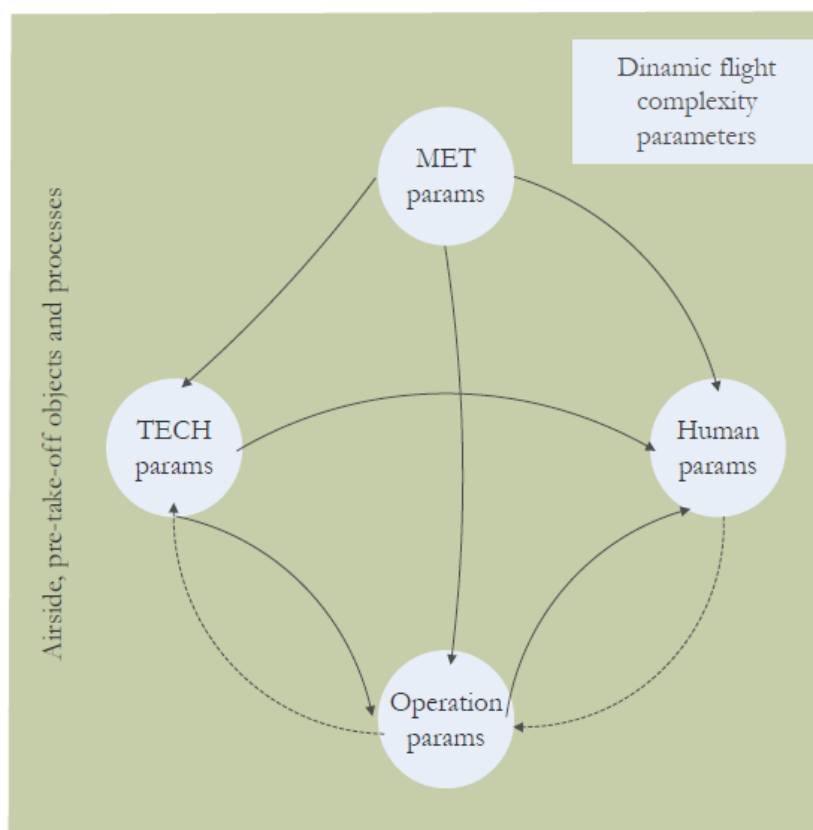 Dinamic flight
complexity
parameters
MET
params
Airside, pre-take-off objects and processes
TECH
params
Human
params
Operation
params